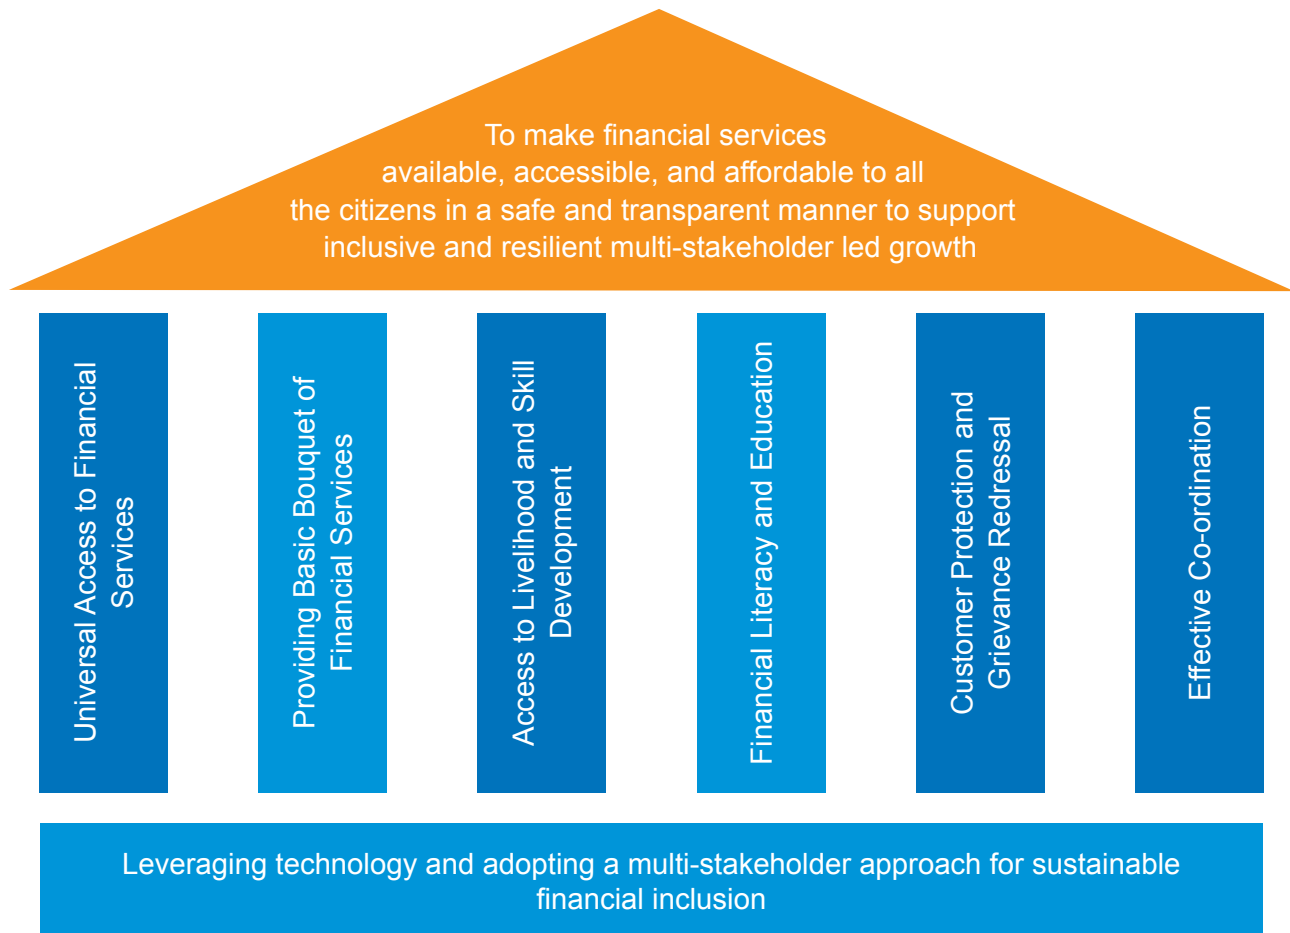 To make financial services
available, accessible, and affordable to all
the citizens in a safe and transparent manner to support
inclusive and resilient multi-stakeholder led growth
Universal Access to Financial
Services
Providing Basic Bouquet of
Financial Services
Access to Livelihood and Skill
Development
Financial Literacy and Education
Customer Protection and
Grievance Redressal
Effective Co-ordination
Leveraging technology and adopting a multi-stakeholder approach for sustainable
financial inclusion